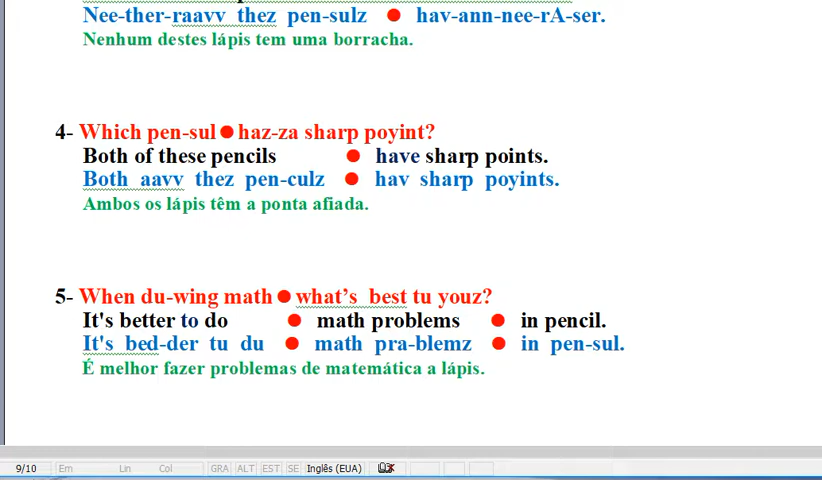 Nee-ther-raavv thez pen-sulz ● hav-ann-nee-rA-ser.
Nenhum destes lápis tem uma borracha.
4- Which pen-sul ● haz-za sharp poyint?
Both of these pencils ● have sharp points.
Both aavv thez pen-culz ● hav sharp poyints.
Ambos os lápis têm a ponta afiada.
5- When du-wing math ● what's best tu youz?
It's better to do ● math problems ● in pencil.
It's bed-der tu du ● math pra-blemz ● in pen-sul.
É melhor fazer problemas de matemática a lápis.
9/10 Em Lin Col GRA ALT EST SE Inglês (EUA)